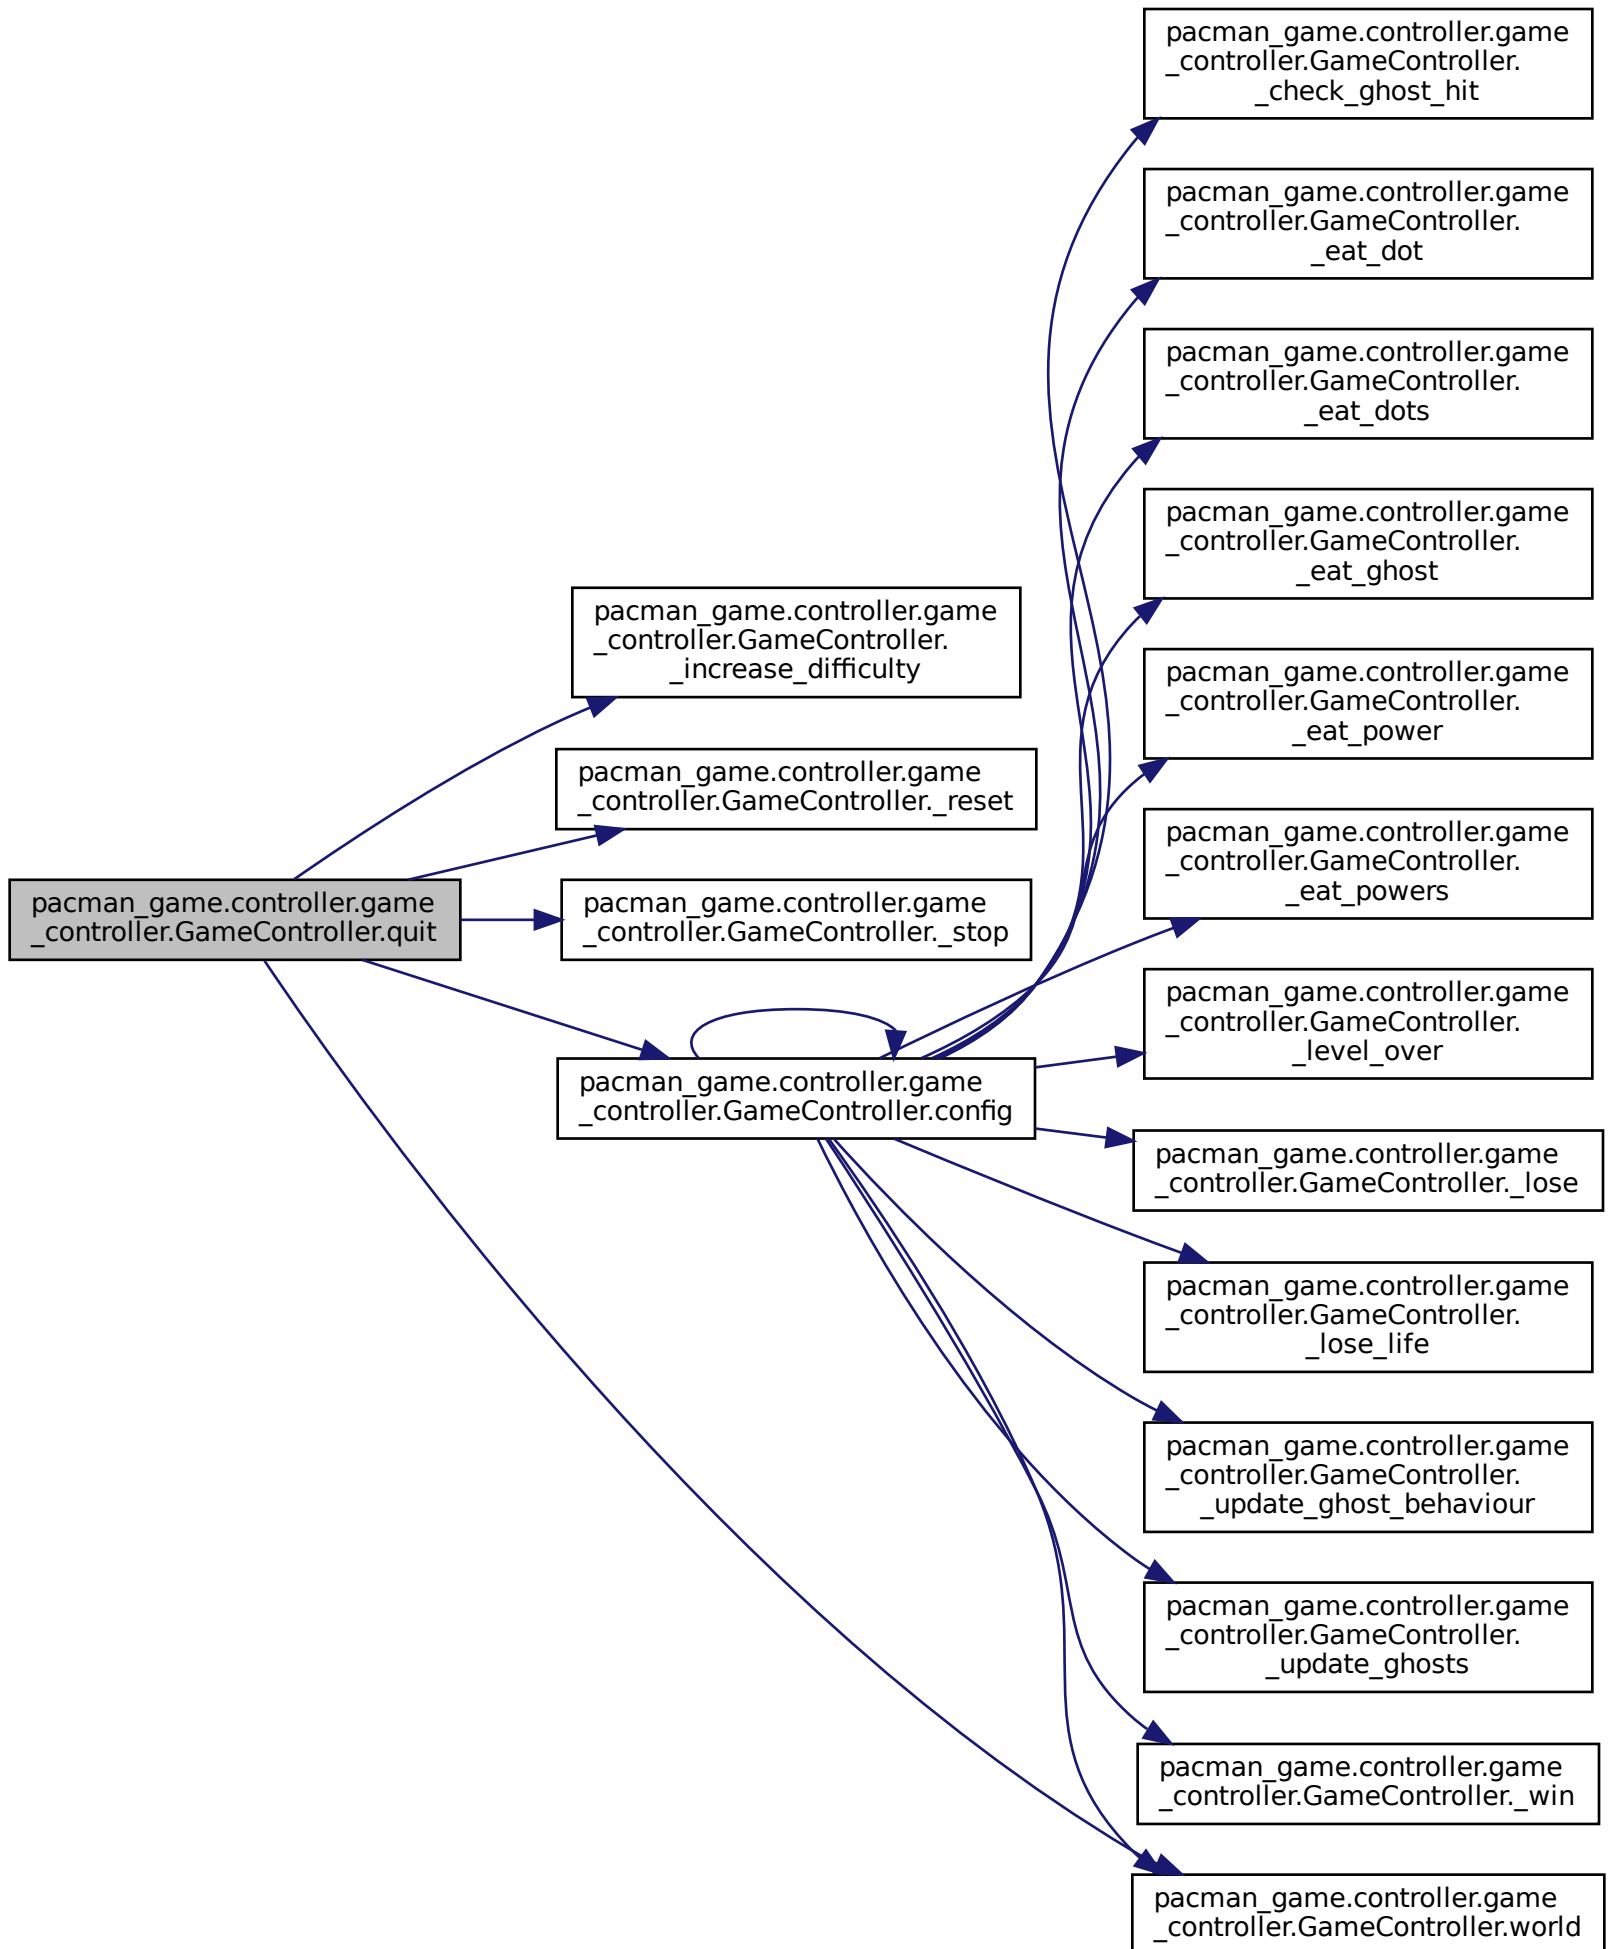 pacman_game.controller.game
_controller.GameController.quit
pacman_game.controller.game
_controller.GameController.
_increase_difficulty
pacman_game.controller.game
_controller.GameController._reset
pacman_game.controller.game
_controller.GameController._stop
pacman_game.controller.game
_controller.GameController.config
pacman_game.controller.game
_controller.GameController.
_check_ghost_hit
pacman_game.controller.game
_controller.GameController.
_eat_dot
pacman_game.controller.game
_controller.GameController.
_eat_dots
pacman_game.controller.game
_controller.GameController.
_eat_ghost
pacman_game.controller.game
_controller.GameController.
_eat_power
pacman_game.controller.game
_controller.GameController.
_eat_powers
pacman_game.controller.game
_controller.GameController.
_level_over
pacman_game.controller.game
_controller.GameController._lose
pacman_game.controller.game
_controller.GameController.
_lose_life
pacman_game.controller.game
_controller.GameController.
_update_ghost_behaviour
pacman_game.controller.game
_controller.GameController.
_update_ghosts
pacman_game.controller.game
_controller.GameController._win
pacman_game.controller.game
_controller.GameController.world